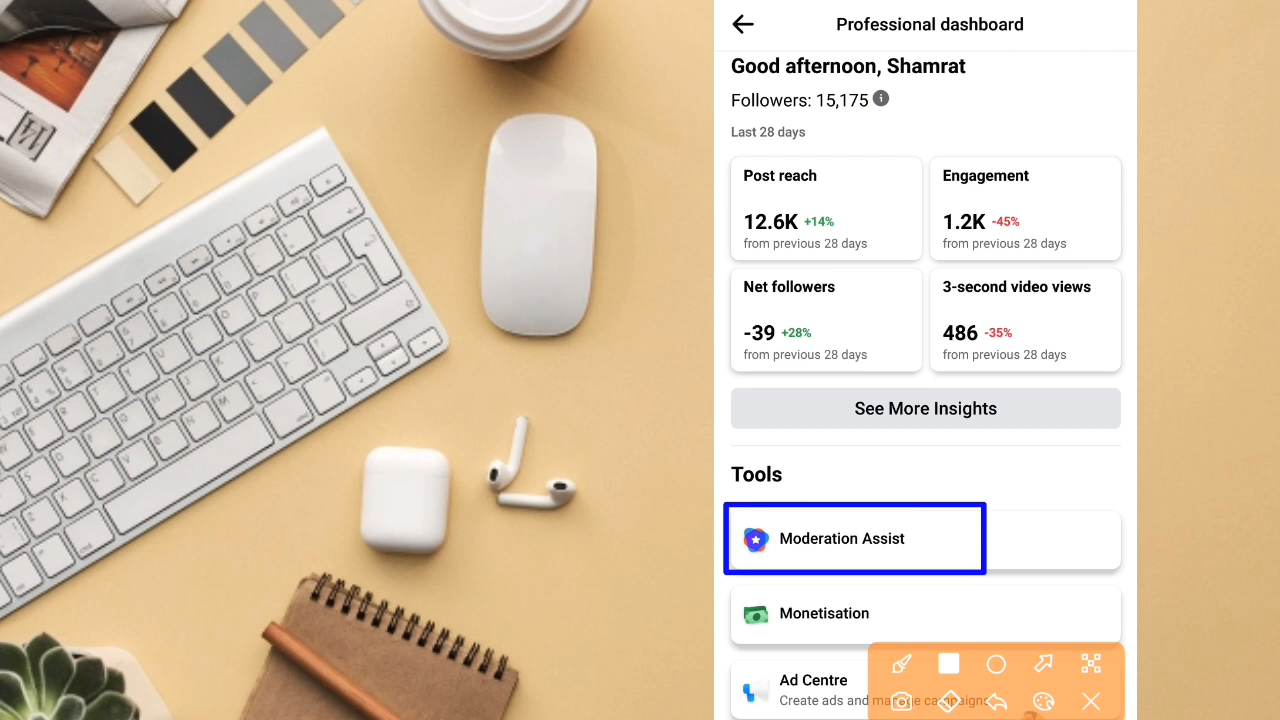 Professional dashboard
Good afternoon, Shamrat
Followers: 15,175
Last 28 days
Post reach
12.6K +14%
from previous 28 days
Engagement
1.2K -45%
from previous 28 days
Net followers
-39 +28%
from previous 28 days
3-second video views
486 -35%
from previous 28 days
See More Insights
Tools
Moderation Assist
Monetisation
Ad Centre
Create ads and manage campaigns